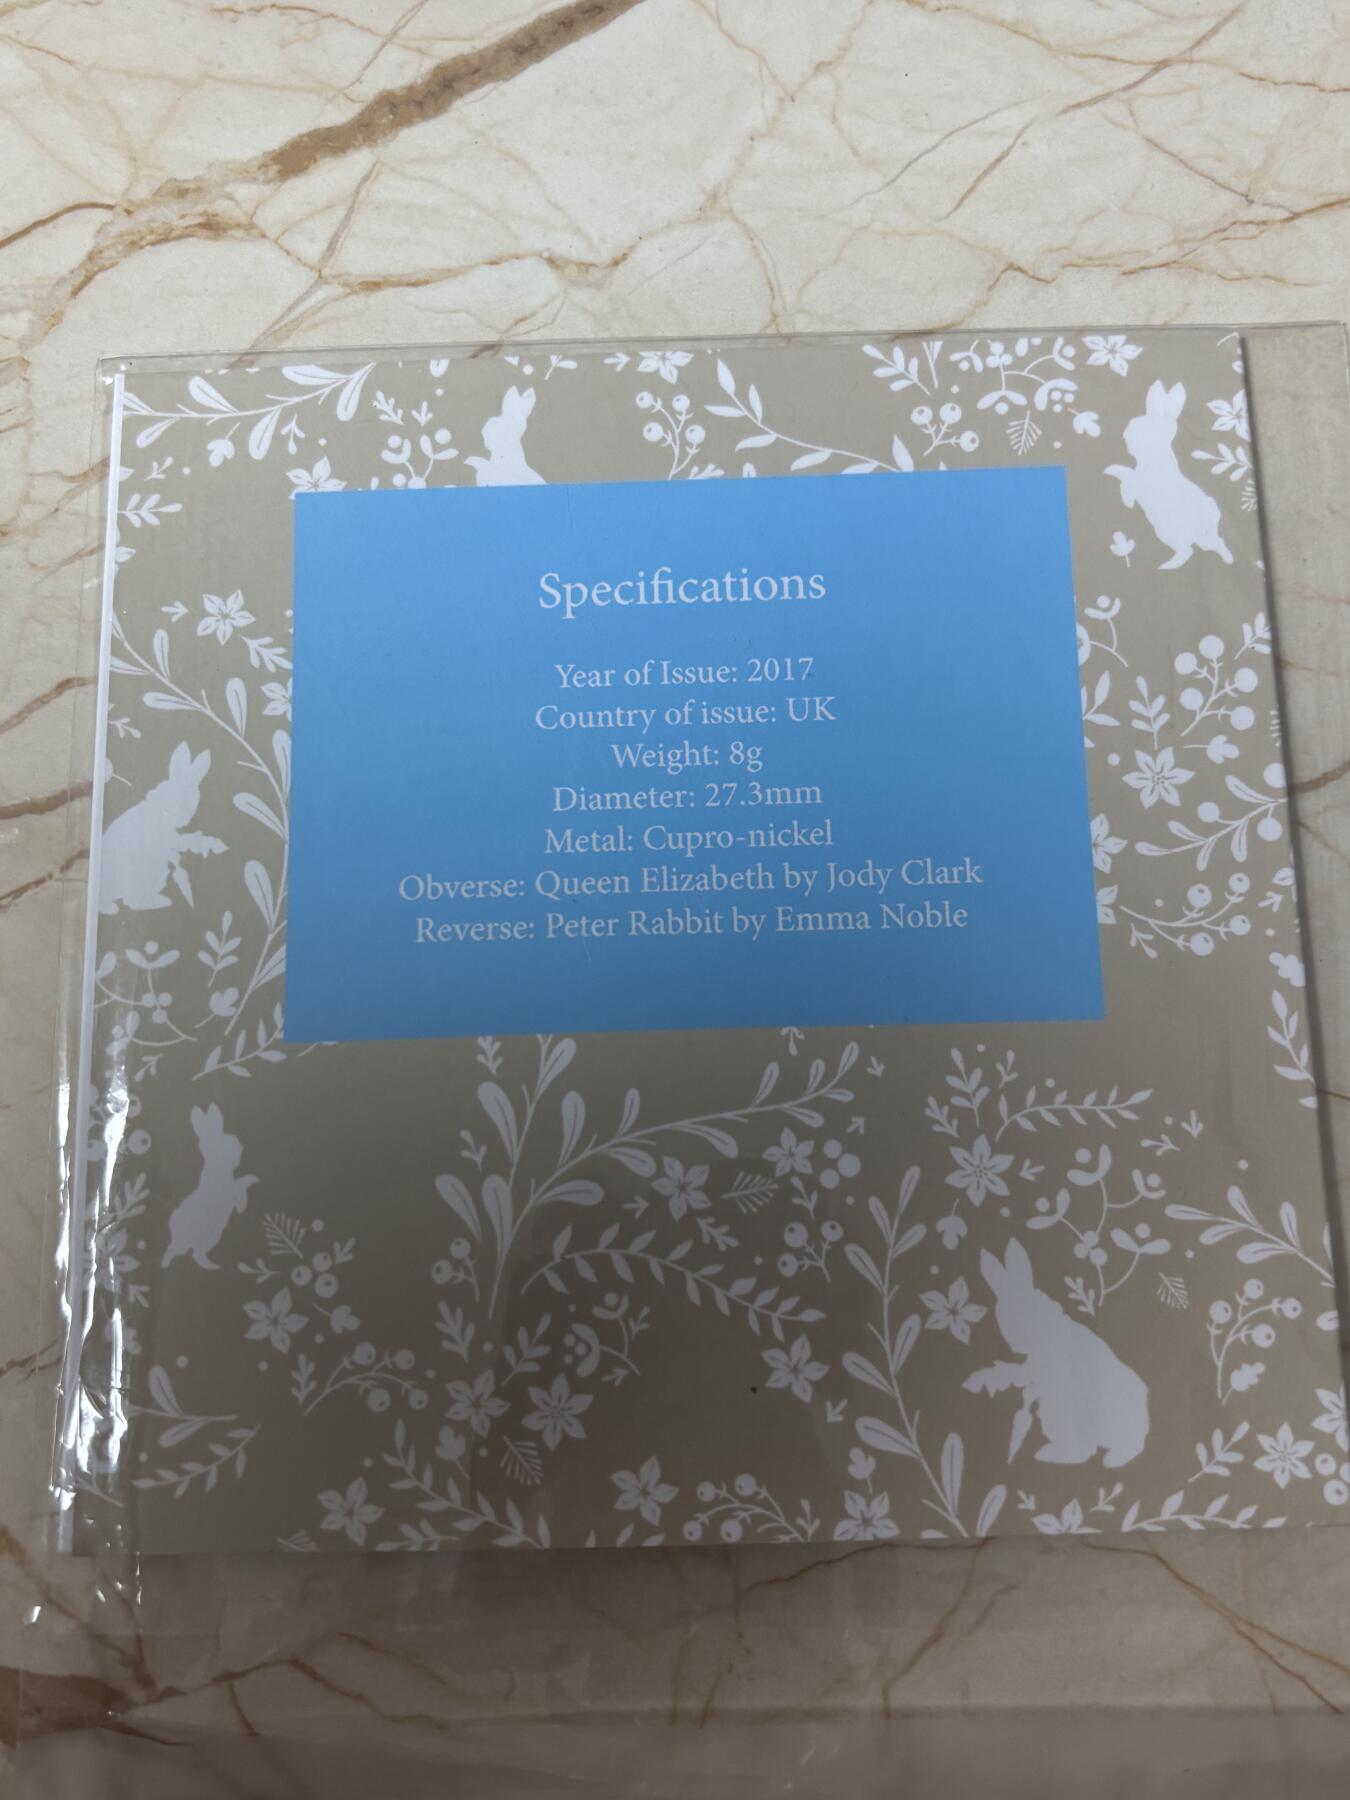 Specifications
Year of Issue: 2017
Country of issue: UK
Weight: 8g
Diameter: 27.3mm
Metal: Cupro-nickel
Obverse: Queen Elizabeth by Jody Clark
Reverse: Peter Rabbit by Emma Noble